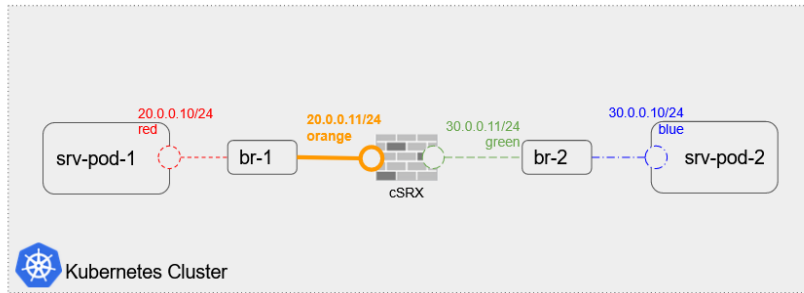 20.0.0.10/24
red
20.0.0.11/24
orange
30.0.0.11/24
green
30.0.0.10/24
blue
srv-pod-1
br-1
cSRX
br-2
srv-pod-2
Kubernetes Cluster